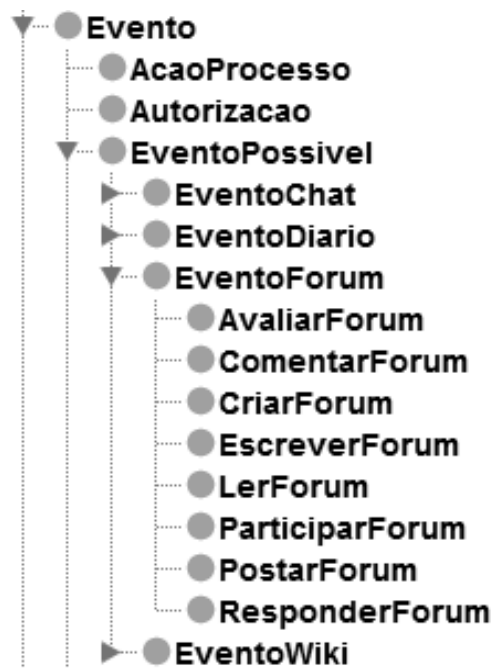 Evento
AcaoProcesso
Autorizacao
EventoPossivel
EventoChat
EventoDiario
EventoForum
AvaliarForum
ComentarForum
CriarForum
EscreverForum
LerForum
ParticiparForum
PostarForum
ResponderForum
EventoWiki